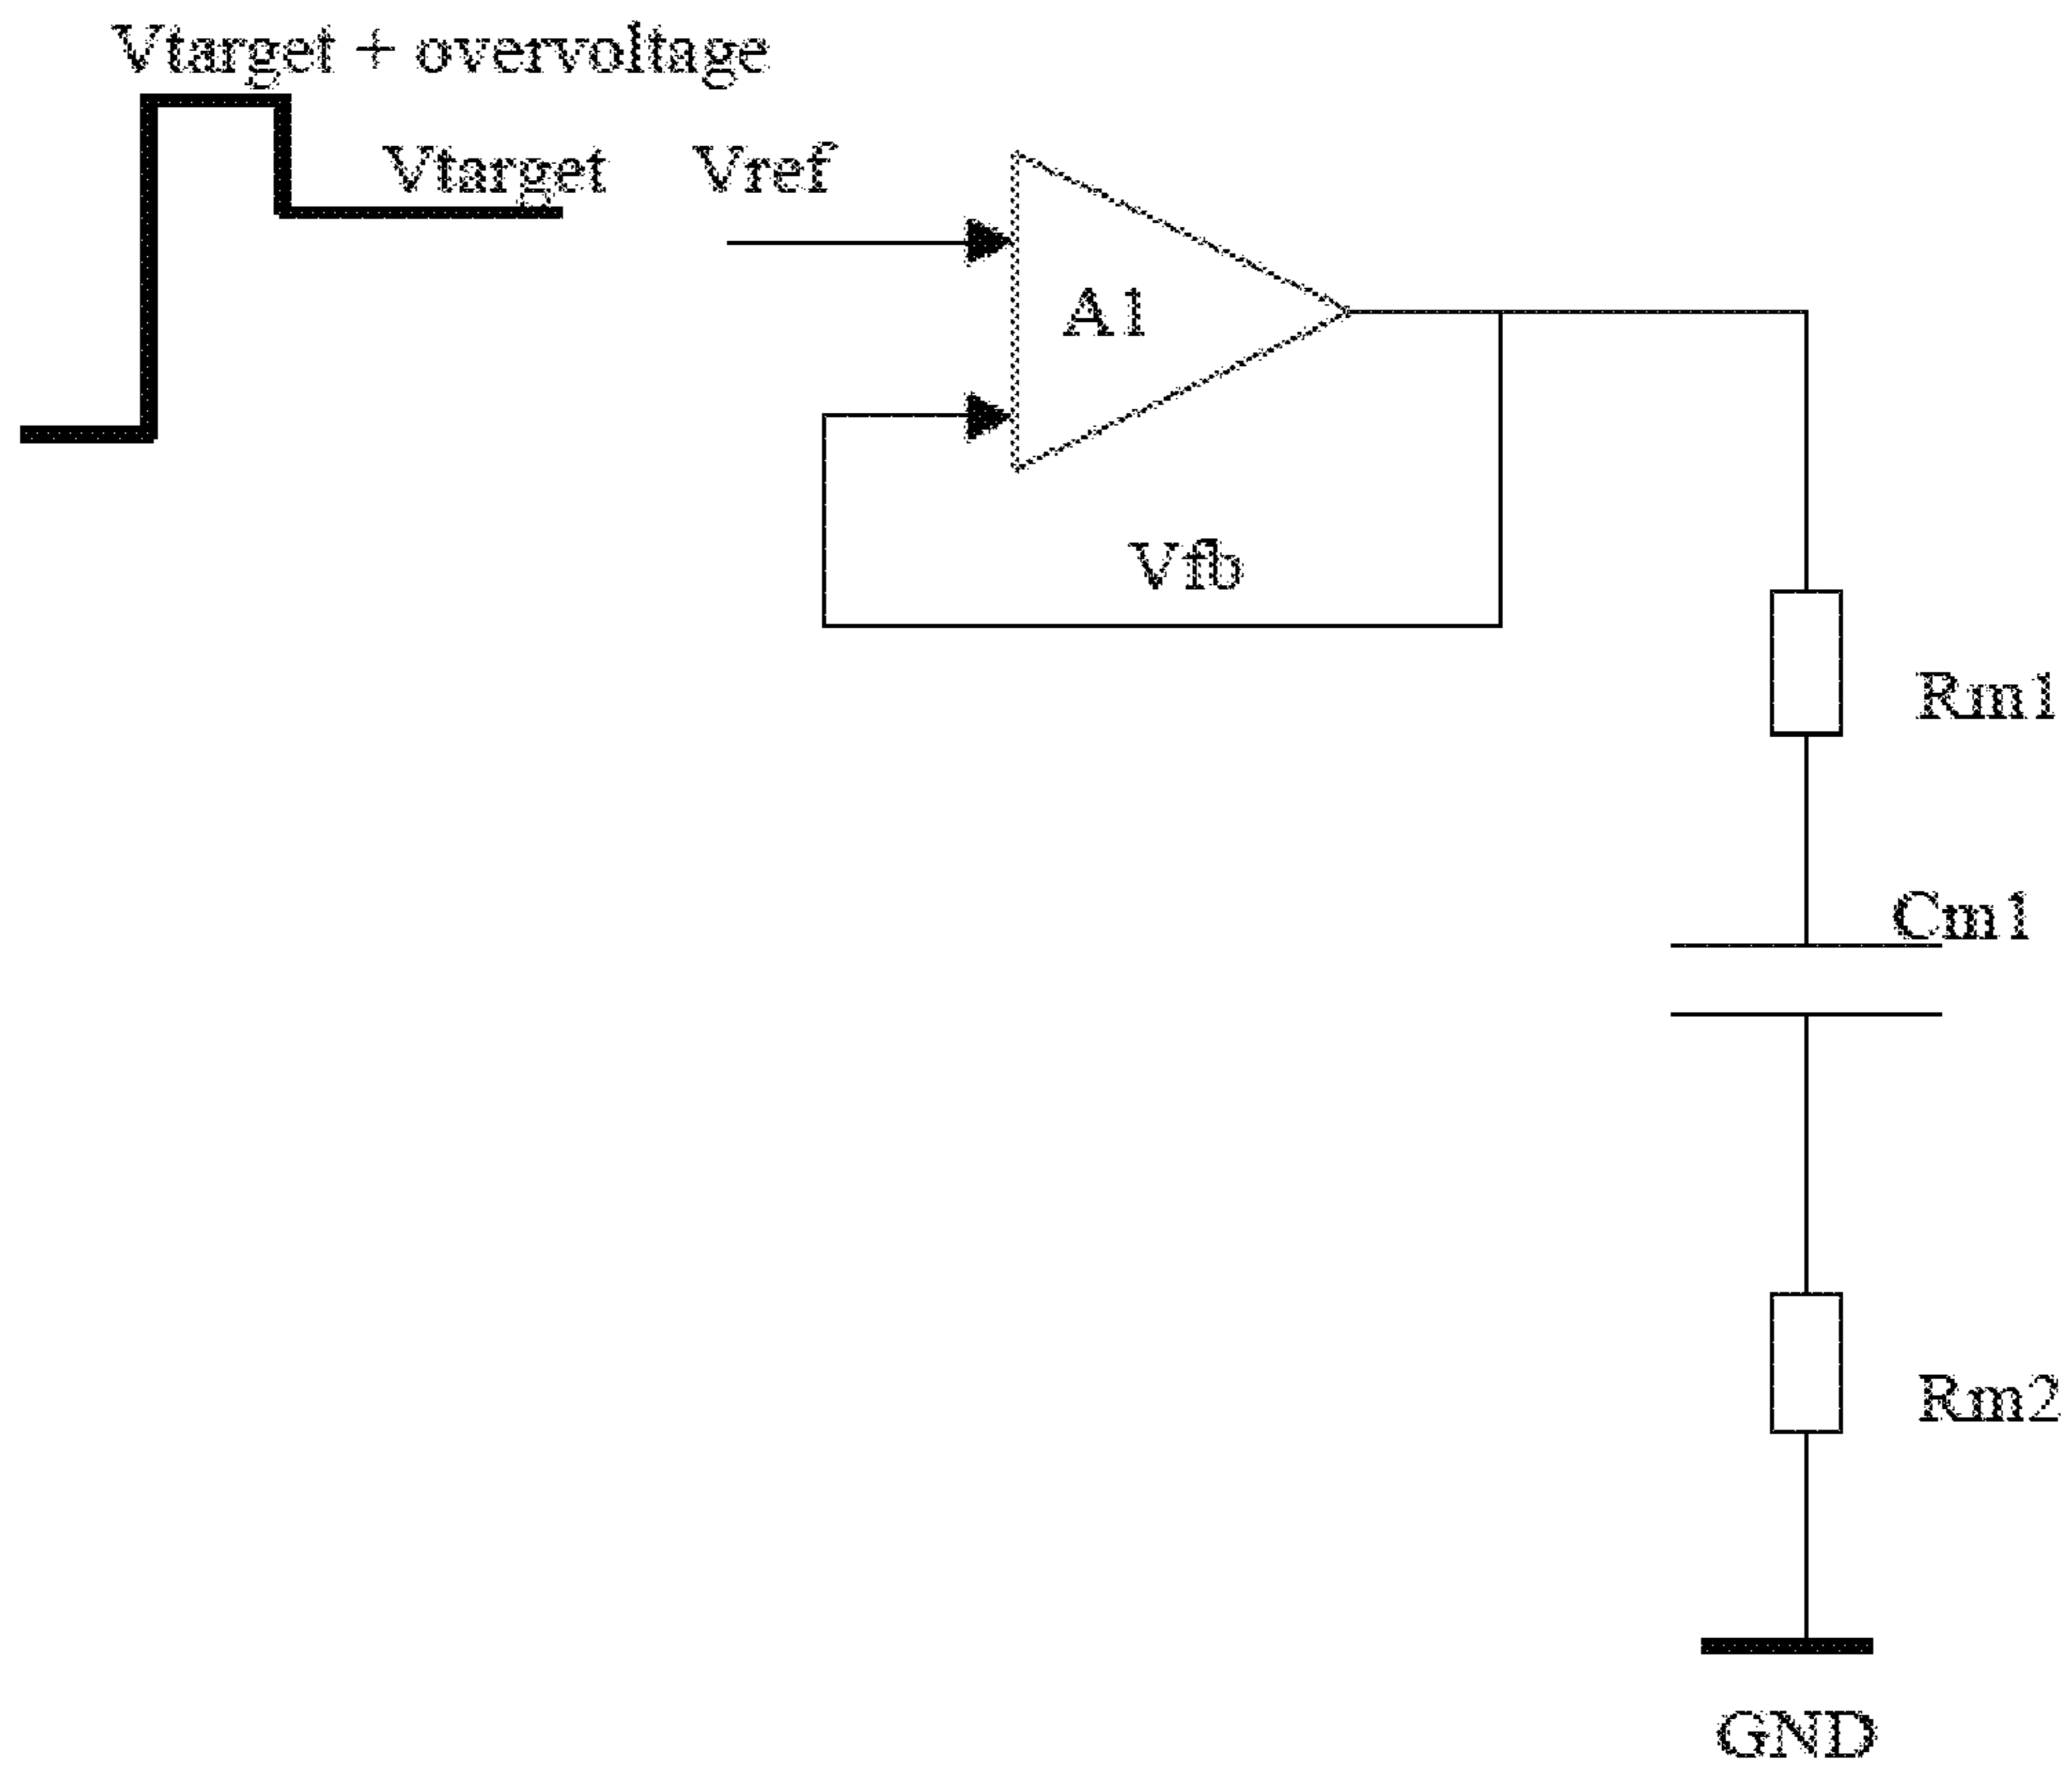 Vtarget + overvoltage
Vtarget
Vref
A1
Vfb
Rm1
Cm1
Rm2
GND